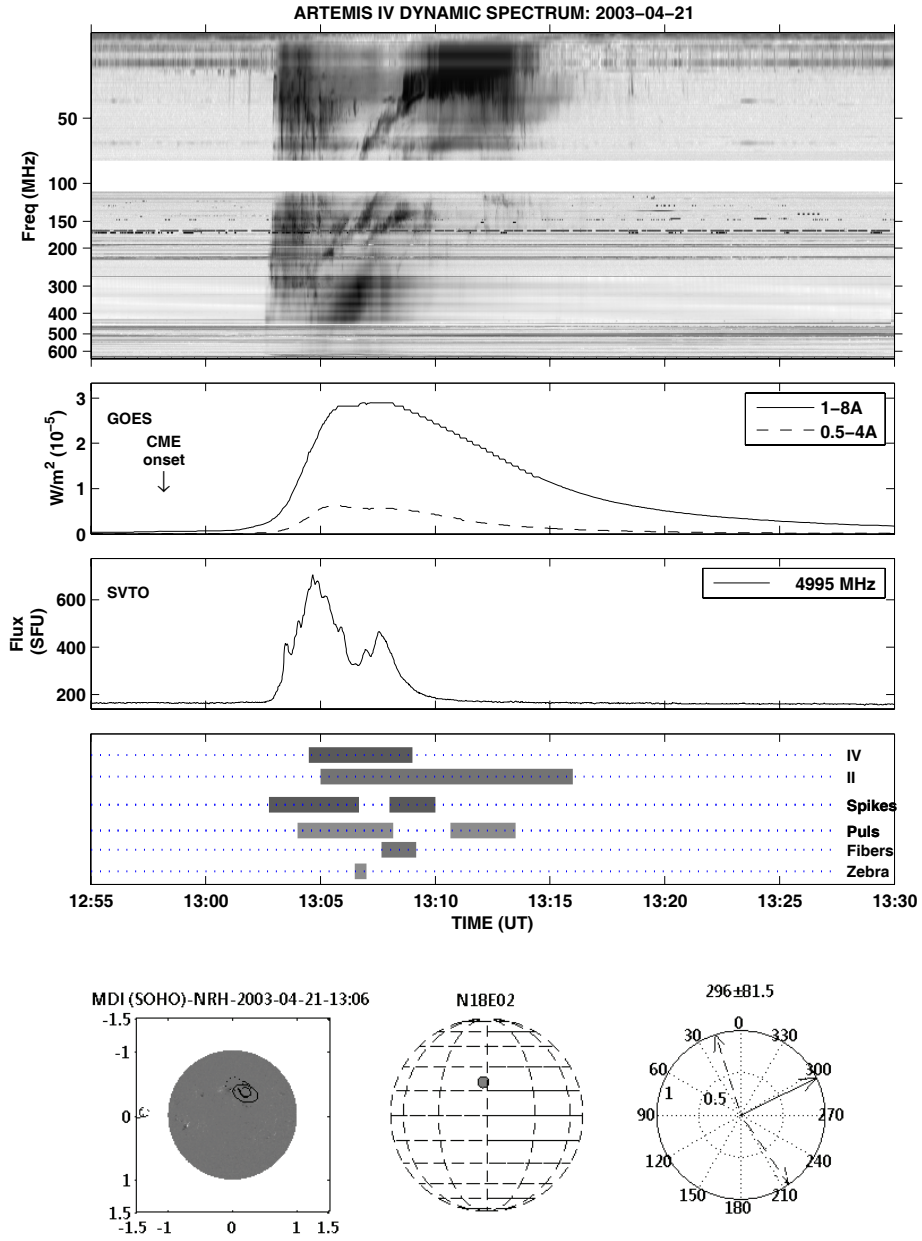 ARTEMIS IV DYNAMIC SPECTRUM: 2003−04−21
Freq (MHz)
50
100
150
200
300
400
500
600
W/m² (10⁻⁵)
3
2
1
0
GOES
CME
onset
1−8A
0.5−4A
Flux
(SFU)
600
400
200
SVTO
4995 MHz
IV
II
Spikes
Puls
Fibers
Zebra
12:55 13:00 13:05 13:10 13:15 13:20 13:25 13:30
TIME (UT)
MDI (SOHO)-NRH-2003-04-21-13:06
-1.5
-1
0
1
1.5
-1.5 -1 0 1 1.5
N18E02
296±81.5
0
330
300
270
240
210
180
150
120
90
60
30
1
0.5